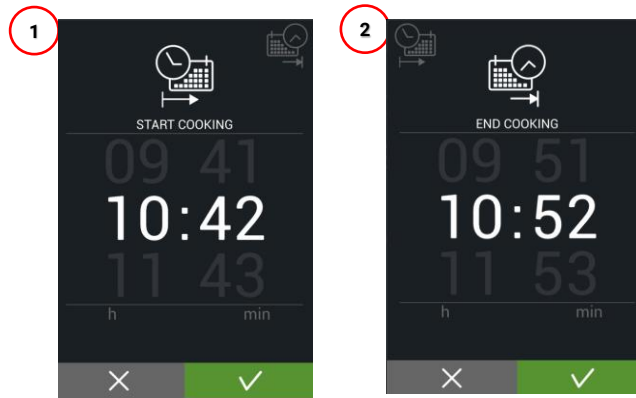 1
START COOKING
09 41
10:42
11 43
h min
2
END COOKING
09 51
10:52
11 53
h min